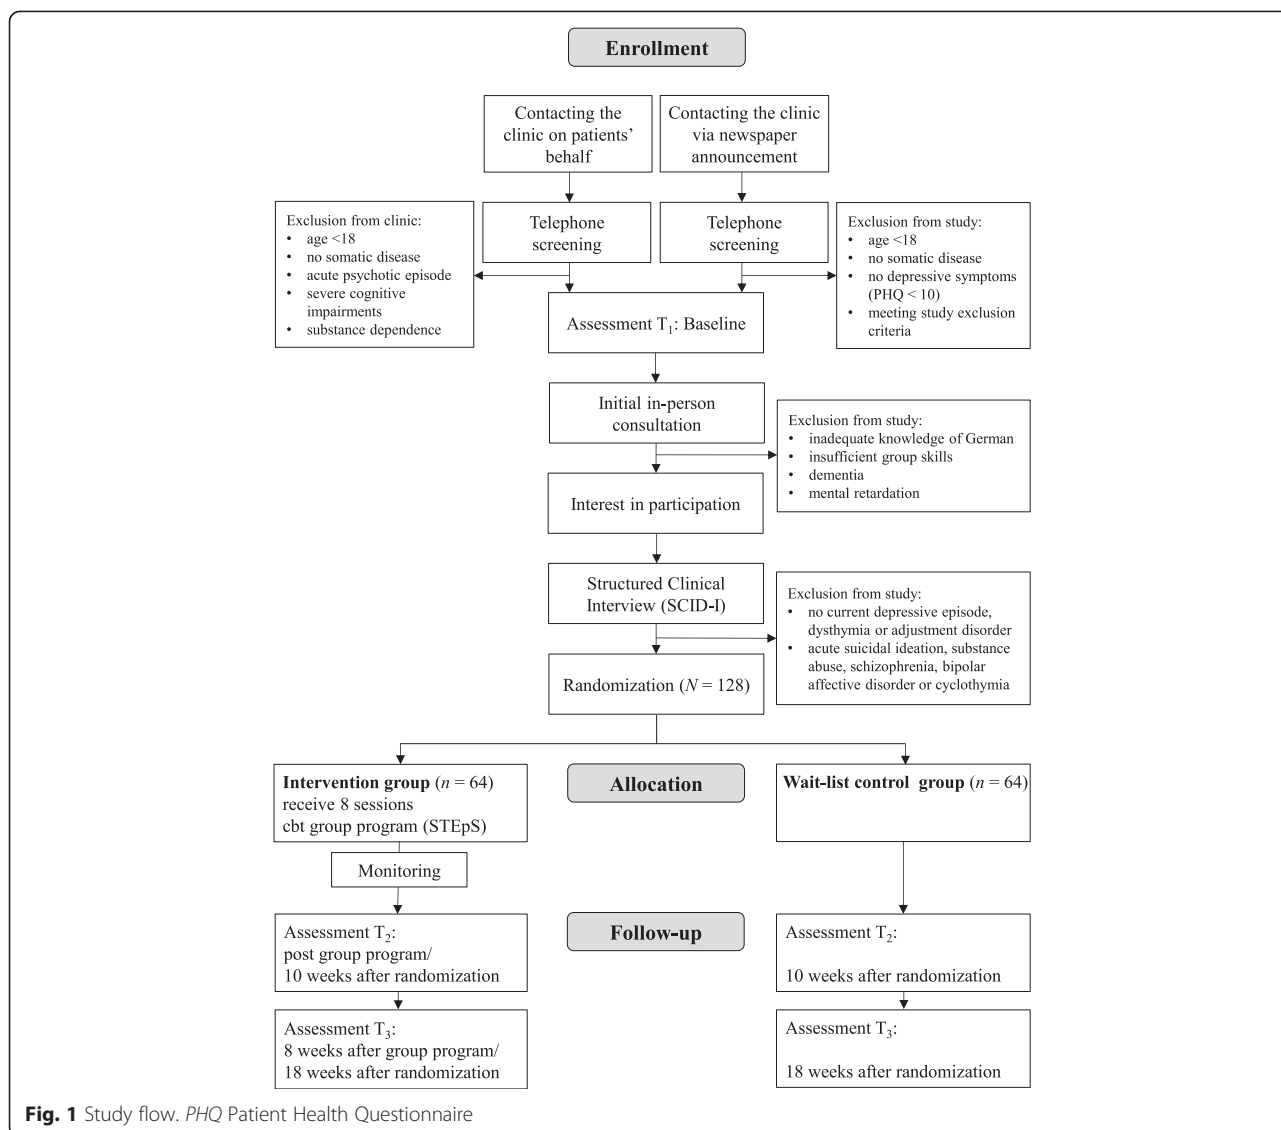 Enrollment
Contacting the
clinic on patients'
behalf
Contacting the clinic
via newspaper
announcement
Exclusion from clinic:
• age <18
• no somatic disease
• acute psychotic episode
• severe cognitive
impairments
• substance dependence
Telephone
screening
Telephone
screening
Exclusion from study:
• age <18
• no somatic disease
• no depressive symptoms
(PHQ < 10)
• meeting study exclusion
criteria
Assessment T1: Baseline
Initial in-person
consultation
Exclusion from study:
• inadequate knowledge of German
• insufficient group skills
• dementia
• mental retardation
Interest in participation
Structured Clinical
Interview (SCID-I)
Exclusion from study:
• no current depressive episode,
dysthymia or adjustment disorder
• acute suicidal ideation, substance
abuse, schizophrenia, bipolar
affective disorder or cyclothymia
Randomization (N = 128)
Intervention group (n = 64)
receive 8 sessions
cbt group program (STEpS)
Allocation
Wait-list control group (n = 64)
Monitoring
Assessment T2:
post group program/
10 weeks after randomization
Follow-up
Assessment T2:
10 weeks after randomization
Assessment T3:
8 weeks after group program/
18 weeks after randomization
Assessment T3:
18 weeks after randomization
Fig. 1 Study flow. PHQ Patient Health Questionnaire